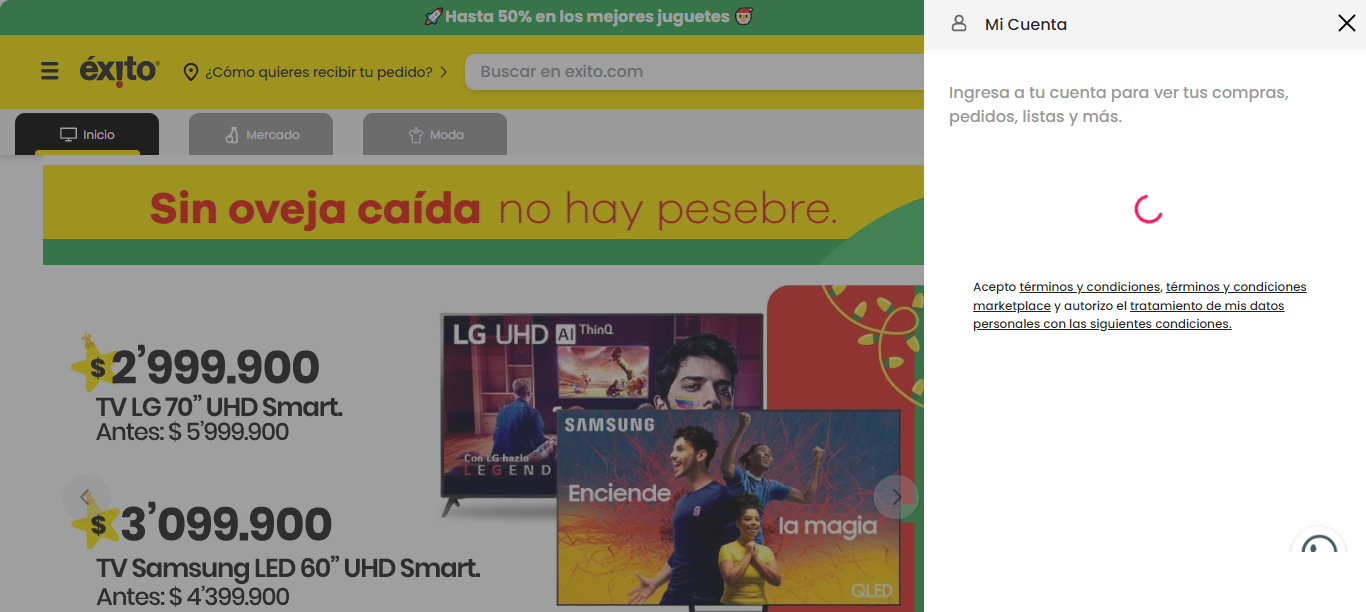 🚀 Hasta 50% en los mejores juguetes 🎅
Mi Cuenta
éxito
¿Cómo quieres recibir tu pedido?
Buscar en exito.com
Inicio
Mercado
Moda
Ingresa a tu cuenta para ver tus compras,
pedidos, listas y más.
Sin oveja caída no hay pesebre.
Acepto términos y condiciones, términos y condiciones
marketplace y autorizo el tratamiento de mis datos
personales con las siguientes condiciones.
$ 2’999.900
TV LG 70” UHD Smart.
Antes: $ 5’999.900
LG UHD AI ThinQ
Con LG hazlo
LEGEND
SAMSUNG
Enciende
la magia
QLED
$ 3’099.900
TV Samsung LED 60” UHD Smart.
Antes: $ 4’399.900